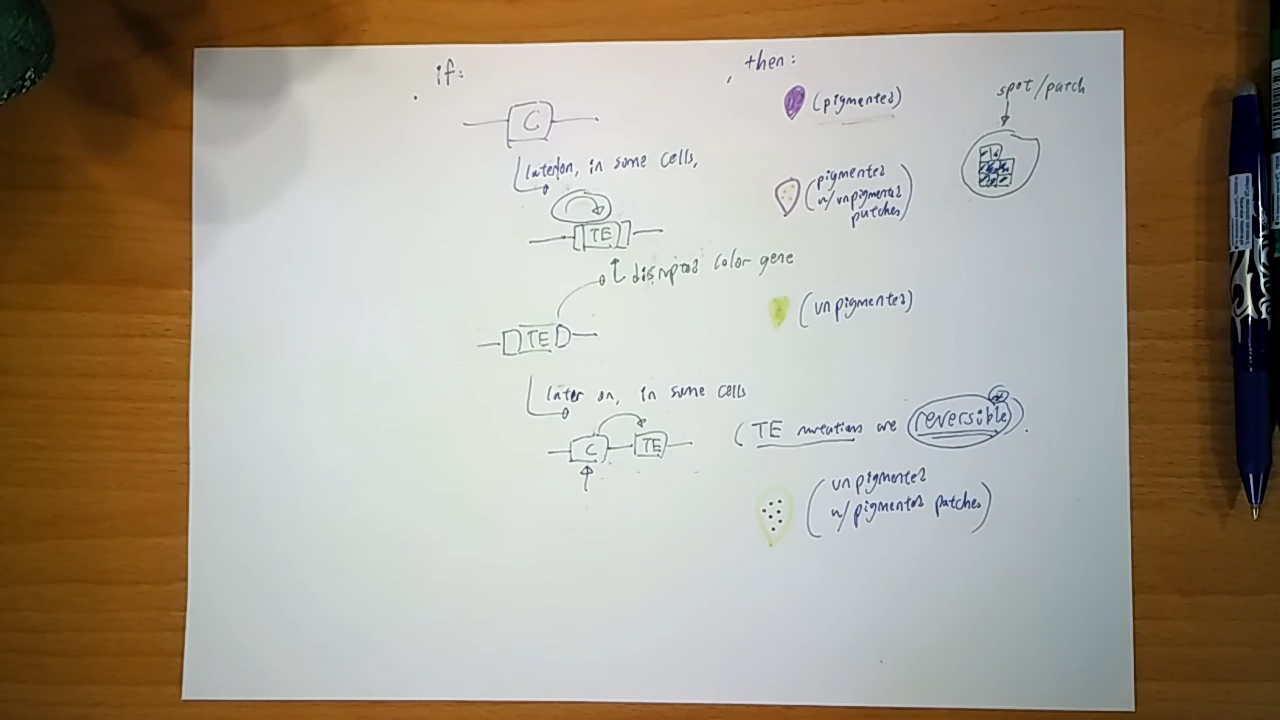 if:
, then:
spot/patch
C
(pigmented)
later on, in some cells,
(pigmented
w/unpigmented
patches)
TE
disrupted color gene
(unpigmented)
TE
later on, in some cells
C TE
(TE mutations are reversible).
(unpigmented
w/pigmented patches)